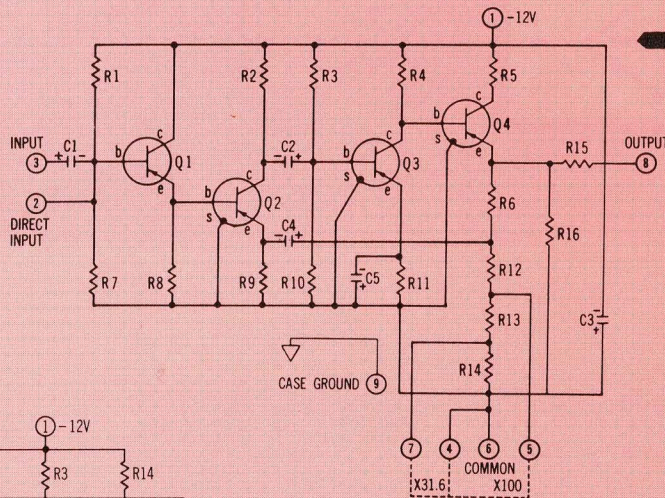 1 -12V
R1 R2 R3 R4 R5
INPUT
3
C1
b c Q1 e
b c s Q2 e
C2
b c s Q3 e
b c s Q4 e
R15
OUTPUT
8
2
DIRECT
INPUT
C4
R6
R16
R7 R8 R9 R10 C5 R11 R12
R13
C3
R14
CASE GROUND 9
7 4 6 5
COMMON
X31.6 X100
1 -12V
R3 R14